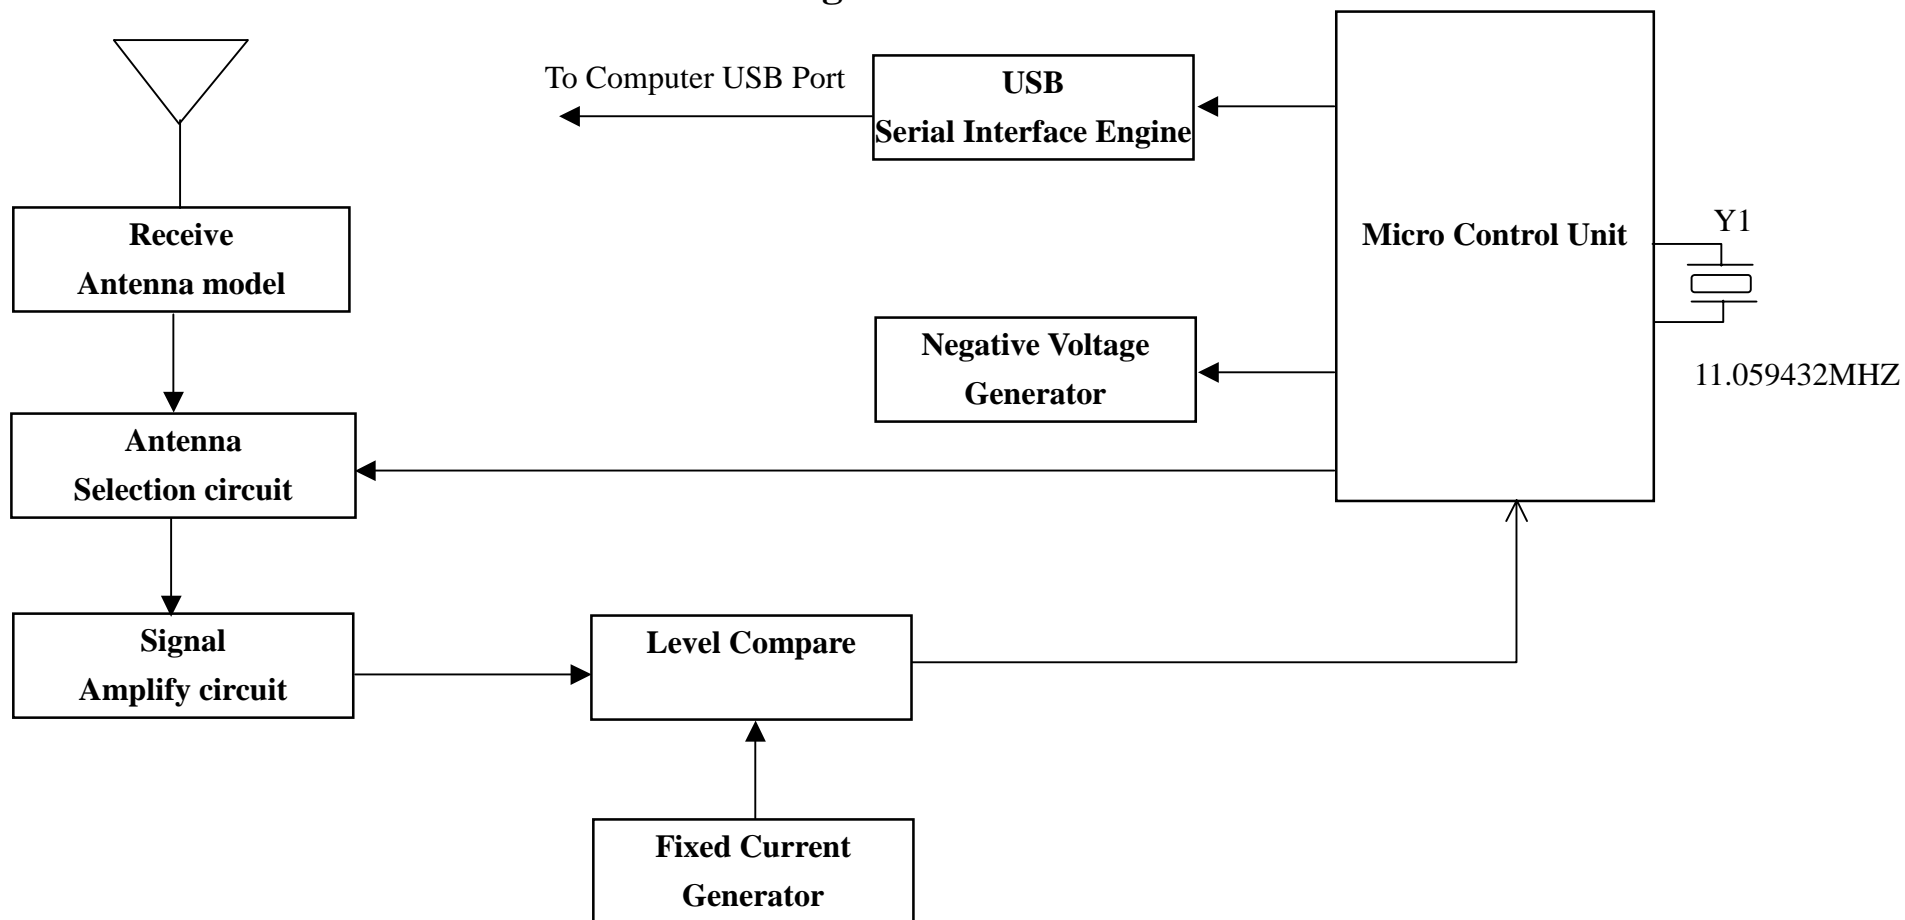 To Computer USB Port
USB
Serial Interface Engine
Micro Control Unit
Y1
11.059432MHZ
Receive
Antenna model
Negative Voltage
Generator
Antenna
Selection circuit
Signal
Amplify circuit
Level Compare
Fixed Current
Generator